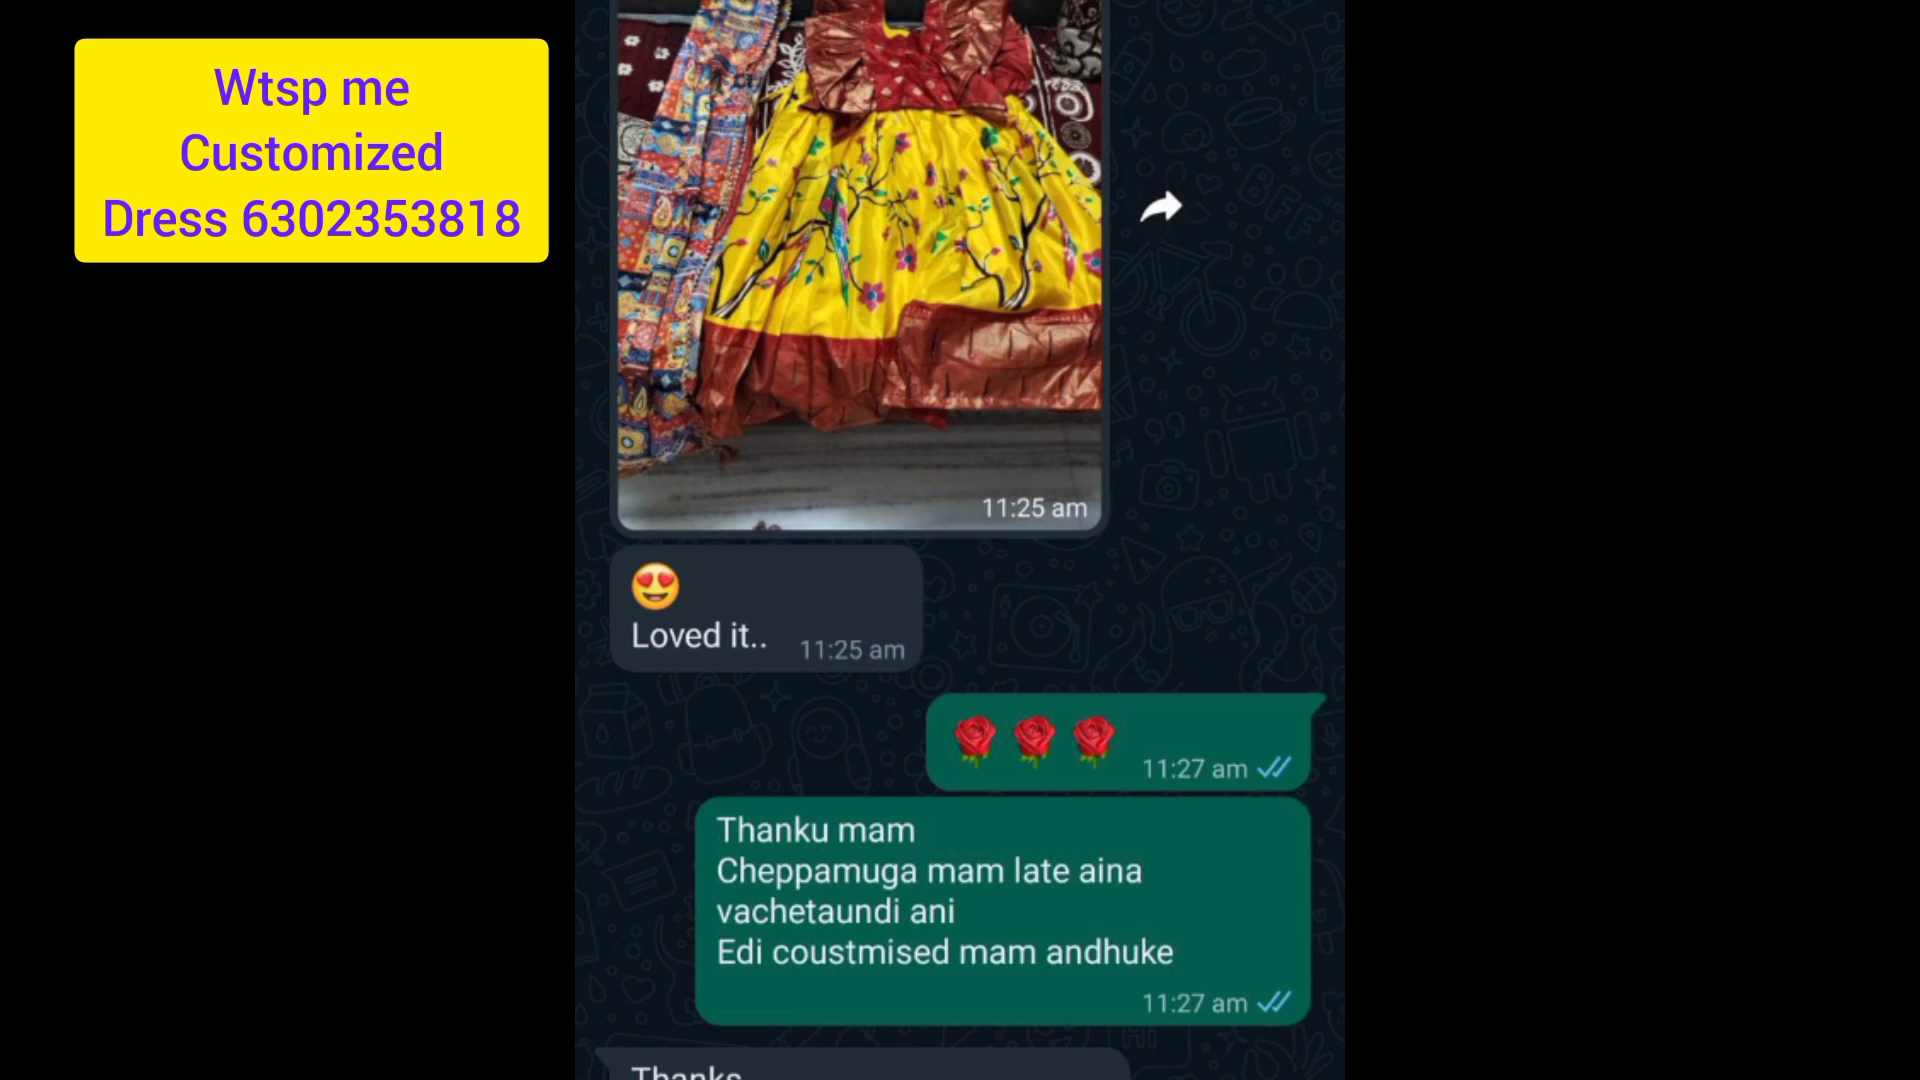 Wtsp me
Customized
Dress 6302353818
11:25 am
😍
Loved it.. 11:25 am
🌹🌹🌹 11:27 am
Thanku mam
Cheppamuga mam late aina
vachetaundi ani
Edi coustmised mam andhuke
11:27 am
Thanks